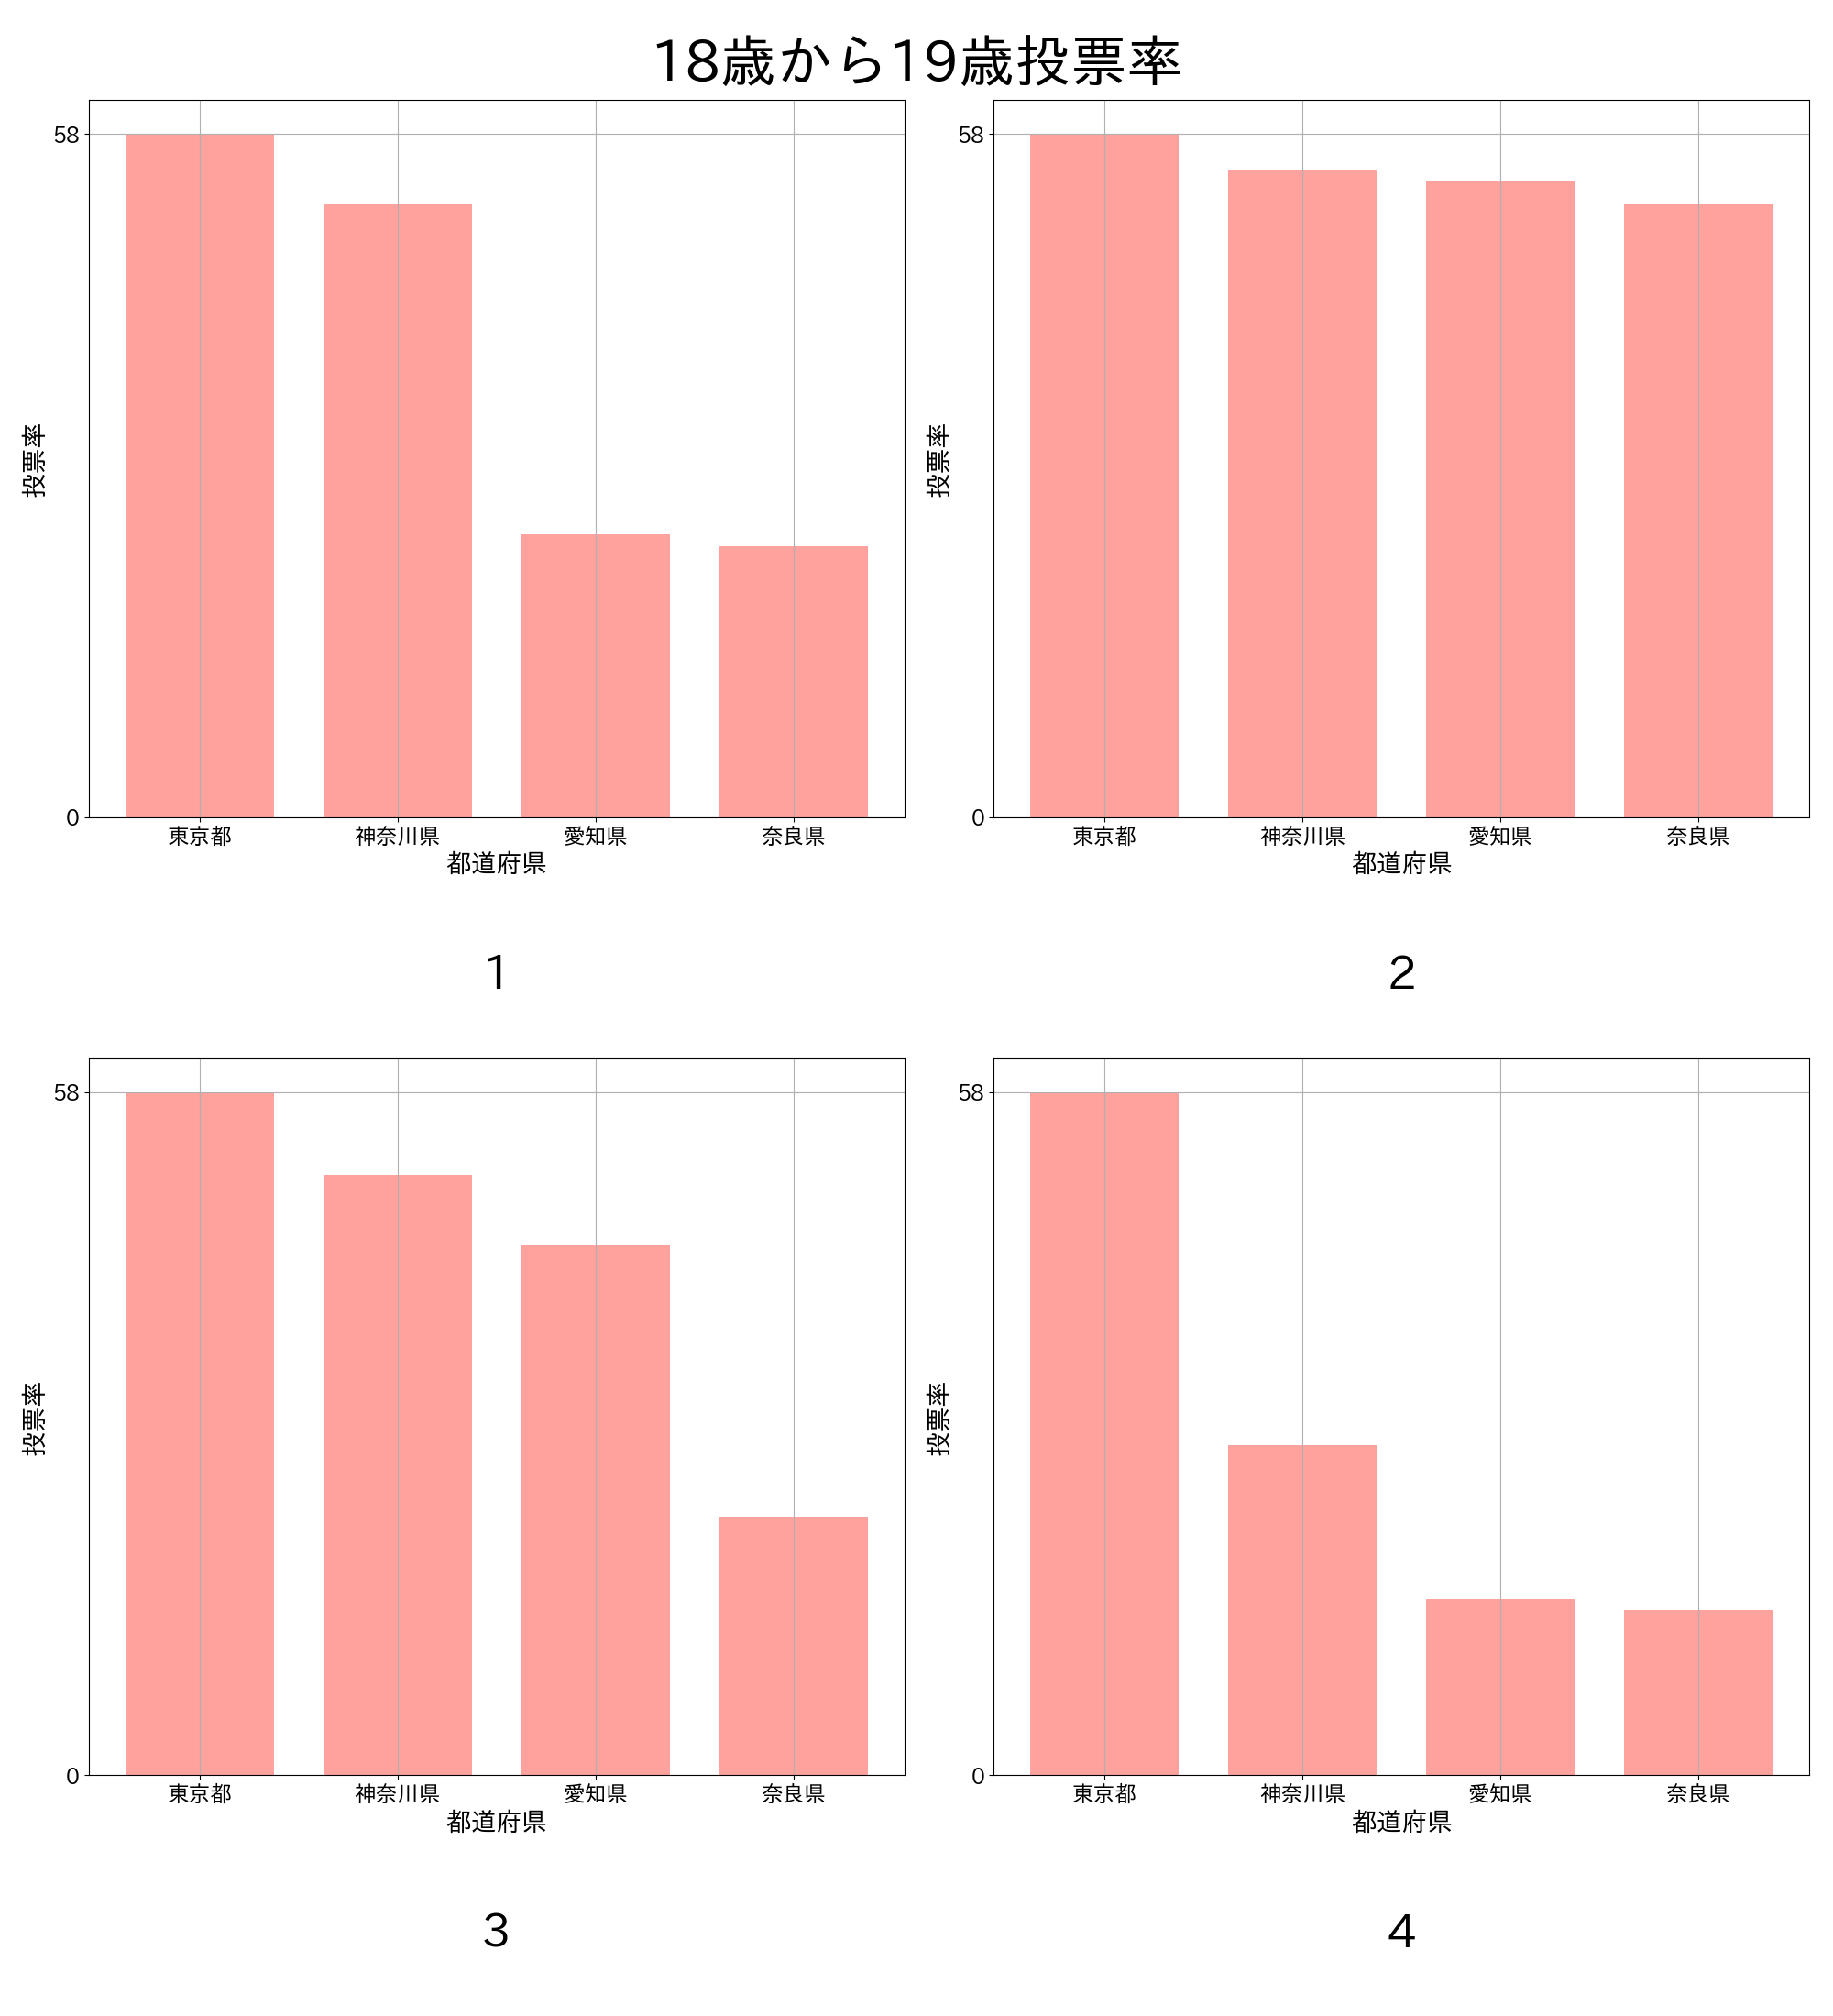 18歳から19歳投票率
58
0
投票率
東京都 神奈川県 愛知県 奈良県
都道府県
1
58
0
投票率
東京都 神奈川県 愛知県 奈良県
都道府県
2
58
0
投票率
東京都 神奈川県 愛知県 奈良県
都道府県
3
58
0
投票率
東京都 神奈川県 愛知県 奈良県
都道府県
4